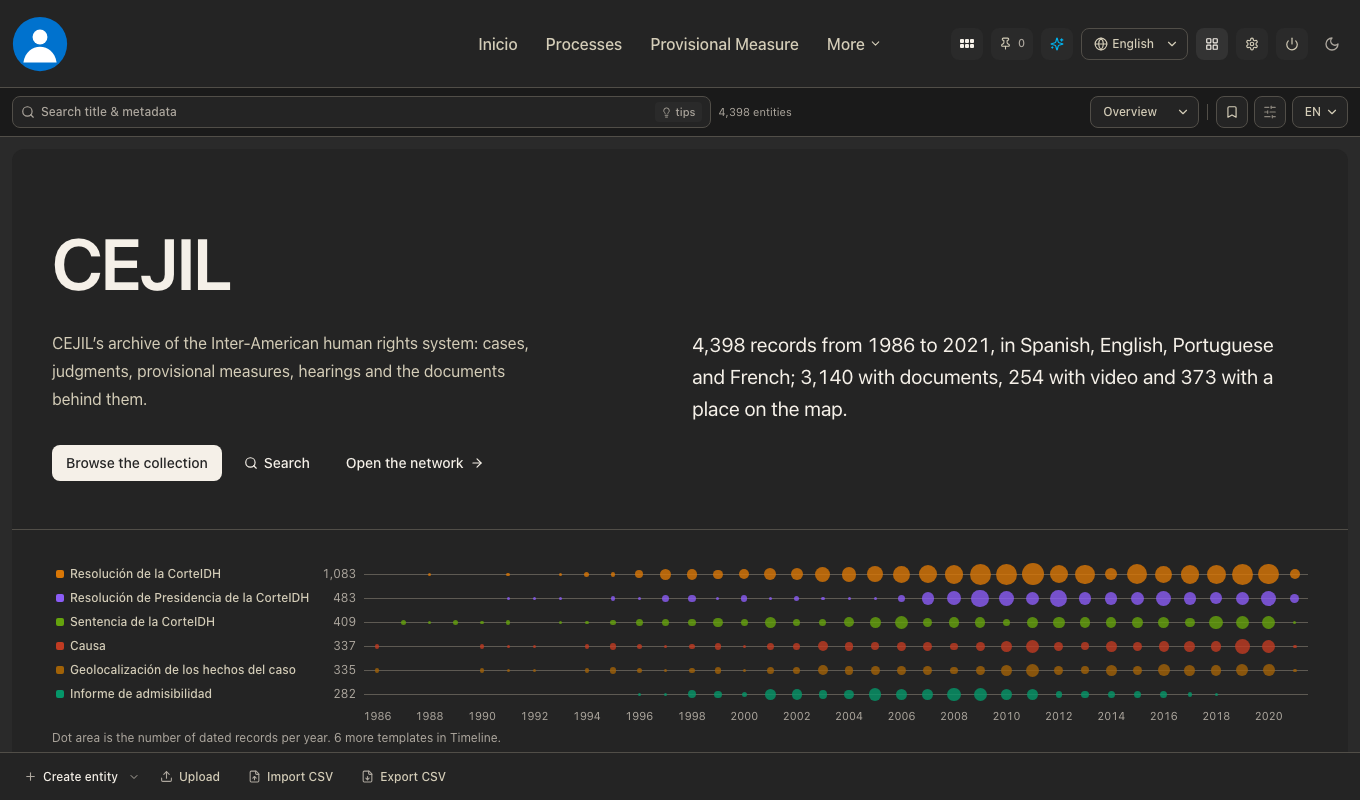 Inicio
Processes
Provisional Measure
More
0
English
Search title & metadata
tips
4,398 entities
Overview
EN
CEJIL
CEJIL's archive of the Inter-American human rights system: cases,
judgments, provisional measures, hearings and the documents
behind them.
4,398 records from 1986 to 2021, in Spanish, English, Portuguese
and French; 3,140 with documents, 254 with video and 373 with a
place on the map.
Browse the collection
Search
Open the network
Resolución de la CorteIDH 1,083
Resolución de Presidencia de la CorteIDH 483
Sentencia de la CorteIDH 409
Causa 337
Geolocalización de los hechos del caso 335
Informe de admisibilidad 282
1986 1988 1990 1992 1994 1996 1998 2000 2002 2004 2006 2008 2010 2012 2014 2016 2018 2020
Dot area is the number of dated records per year. 6 more templates in Timeline.
Create entity
Upload
Import CSV
Export CSV